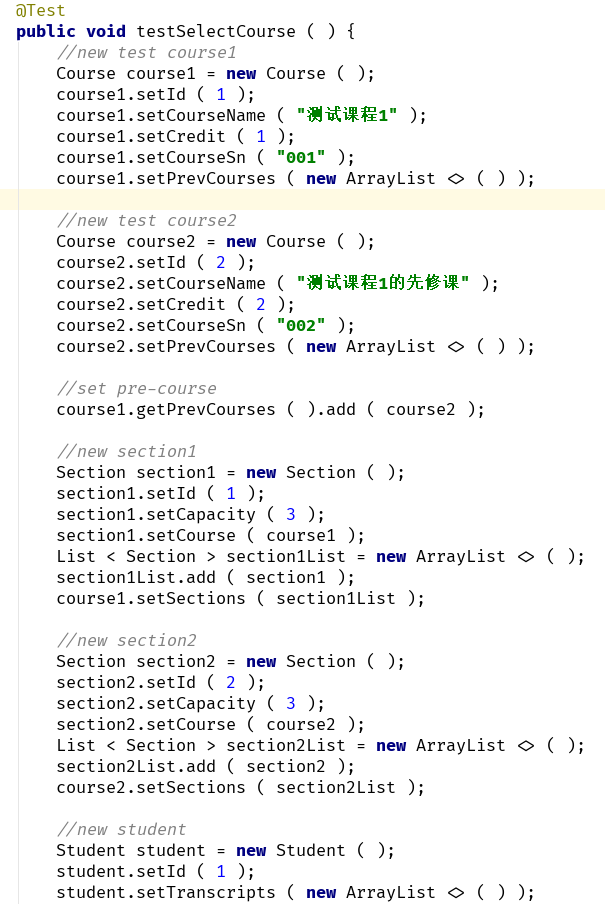 @Test
public void testSelectCourse ( ) {
//new test course1
Course course1 = new Course ( );
course1.setId ( 1 );
course1.setCourseName ( "测试课程1" );
course1.setCredit ( 1 );
course1.setCourseSn ( "001" );
course1.setPrevCourses ( new ArrayList <> ( ) );
//new test course2
Course course2 = new Course ( );
course2.setId ( 2 );
course2.setCourseName ( "测试课程1的先修课" );
course2.setCredit ( 2 );
course2.setCourseSn ( "002" );
course2.setPrevCourses ( new ArrayList <> ( ) );
//set pre-course
course1.getPrevCourses ( ).add ( course2 );
//new section1
Section section1 = new Section ( );
section1.setId ( 1 );
section1.setCapacity ( 3 );
section1.setCourse ( course1 );
List < Section > section1List = new ArrayList <> ( );
section1List.add ( section1 );
course1.setSections ( section1List );
//new section2
Section section2 = new Section ( );
section2.setId ( 2 );
section2.setCapacity ( 3 );
section2.setCourse ( course2 );
List < Section > section2List = new ArrayList <> ( );
section2List.add ( section2 );
course2.setSections ( section2List );
//new student
Student student = new Student ( );
student.setId ( 1 );
student.setTranscripts ( new ArrayList <> ( ) );